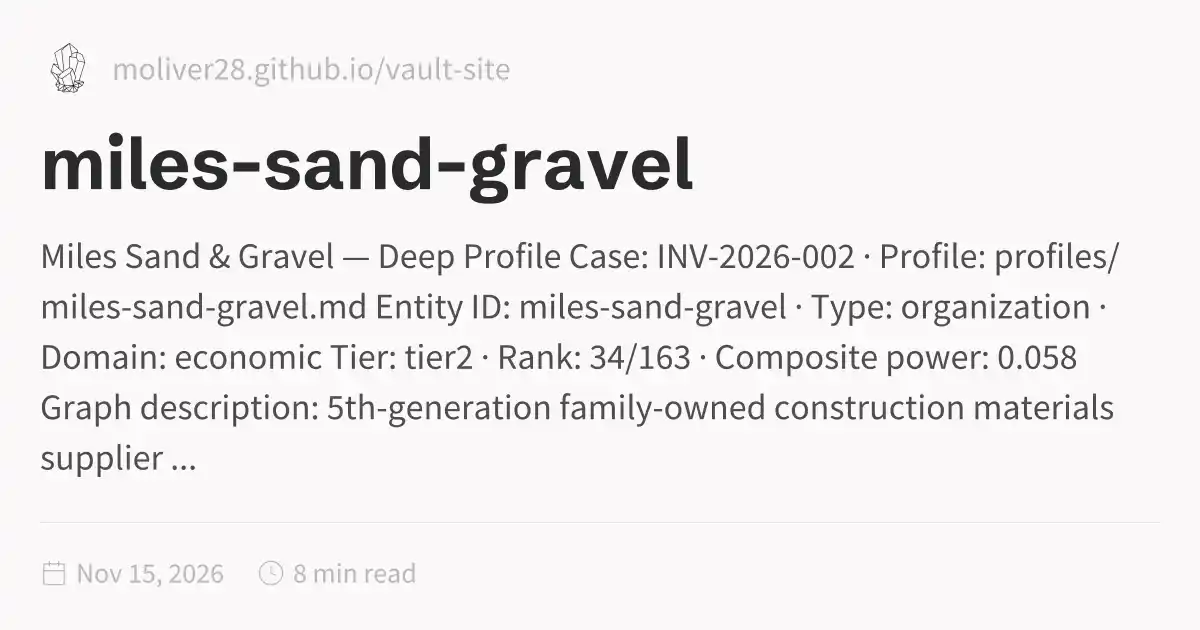 moliver28.github.io/vault-site
miles-sand-gravel
Miles Sand & Gravel — Deep Profile Case: INV-2026-002 · Profile: profiles/
miles-sand-gravel.md Entity ID: miles-sand-gravel · Type: organization ·
Domain: economic Tier: tier2 · Rank: 34/163 · Composite power: 0.058
Graph description: 5th-generation family-owned construction materials
supplier ...
Nov 15, 2026 8 min read